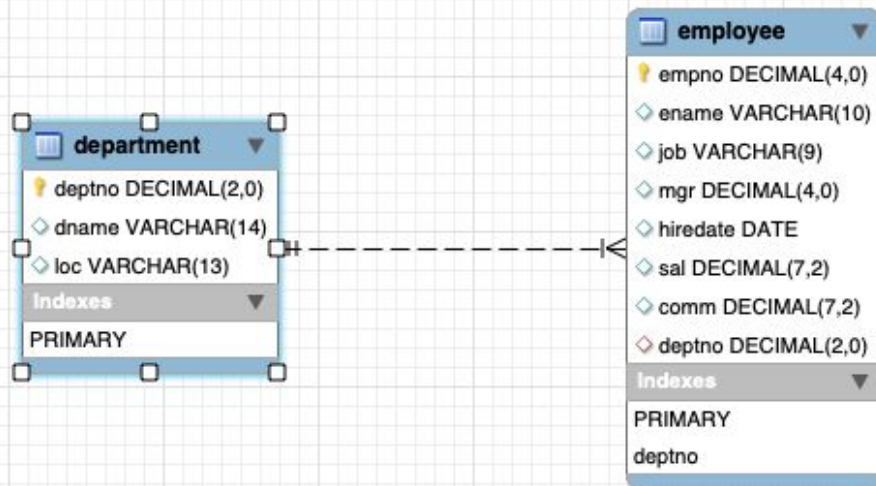 department
deptno DECIMAL(2,0)
dname VARCHAR(14)
loc VARCHAR(13)
Indexes
PRIMARY
employee
empno DECIMAL(4,0)
ename VARCHAR(10)
job VARCHAR(9)
mgr DECIMAL(4,0)
hiredate DATE
sal DECIMAL(7,2)
comm DECIMAL(7,2)
deptno DECIMAL(2,0)
Indexes
PRIMARY
deptno